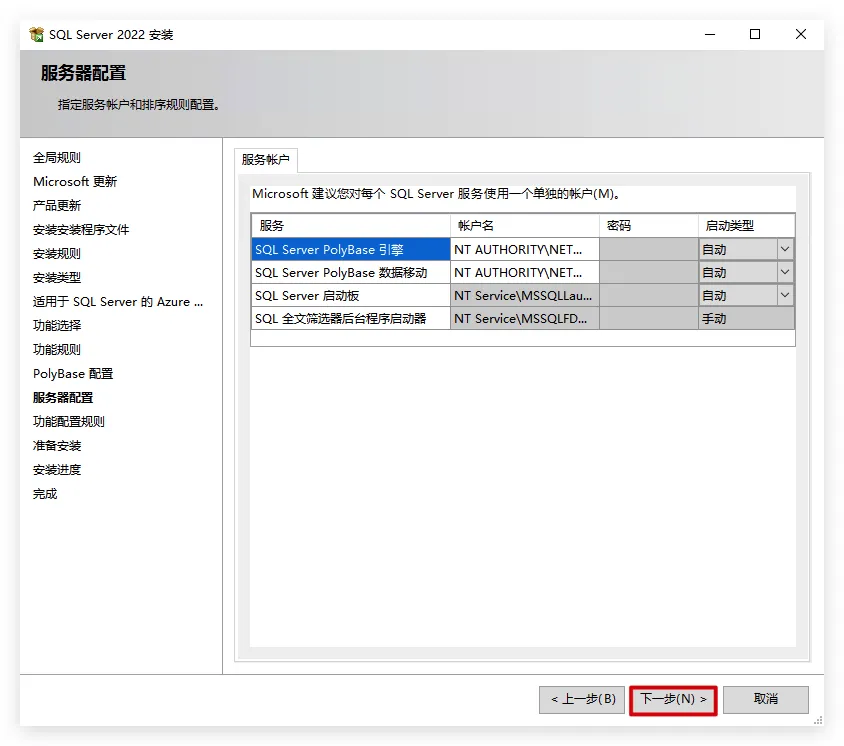 SQL Server 2022 安装
服务器配置
指定服务帐户和排序规则配置。
全局规则
Microsoft 更新
产品更新
安装安装程序文件
安装规则
安装类型
适用于 SQL Server 的 Azure ...
功能选择
功能规则
PolyBase 配置
服务器配置
功能配置规则
准备安装
安装进度
完成
服务帐户
Microsoft 建议您对每个 SQL Server 服务使用一个单独的帐户(M)。
服务 帐户名 密码 启动类型
SQL Server PolyBase 引擎 NT AUTHORITY\NET... 自动
SQL Server PolyBase 数据移动 NT AUTHORITY\NET... 自动
SQL Server 启动板 NT Service\MSSQLLau... 自动
SQL 全文筛选器后台程序启动器 NT Service\MSSQLFD... 手动
< 上一步(B) 下一步(N) > 取消